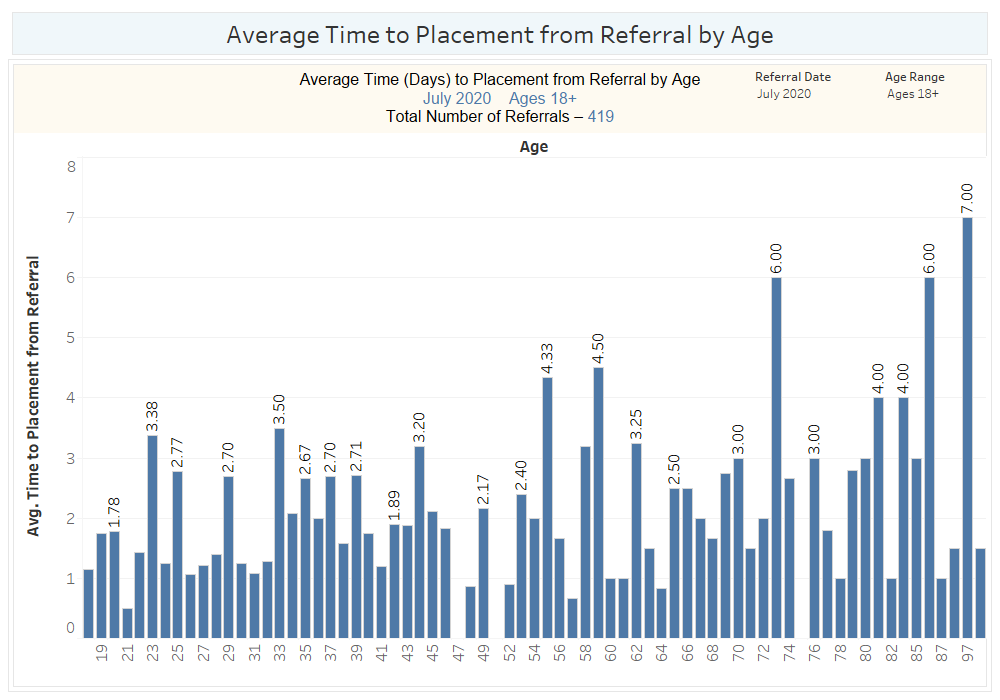 Average Time to Placement from Referral by Age
Average Time (Days) to Placement from Referral by Age
July 2020 Ages 18+
Total Number of Referrals – 419
Referral Date
July 2020
Age Range
Ages 18+
Age
Avg. Time to Placement from Referral
8
7
6
5
4
3
2
1
0
1.78
3.38
2.77
2.70
3.50
2.67
2.70
2.71
1.89
3.20
2.17
2.40
4.33
4.50
3.25
2.50
3.00
6.00
3.00
4.00
4.00
6.00
7.00
19 21 23 25 27 29 31 33 35 37 39 41 43 45 47 49 52 54 56 58 60 62 64 66 68 70 72 74 76 78 80 82 85 87 97